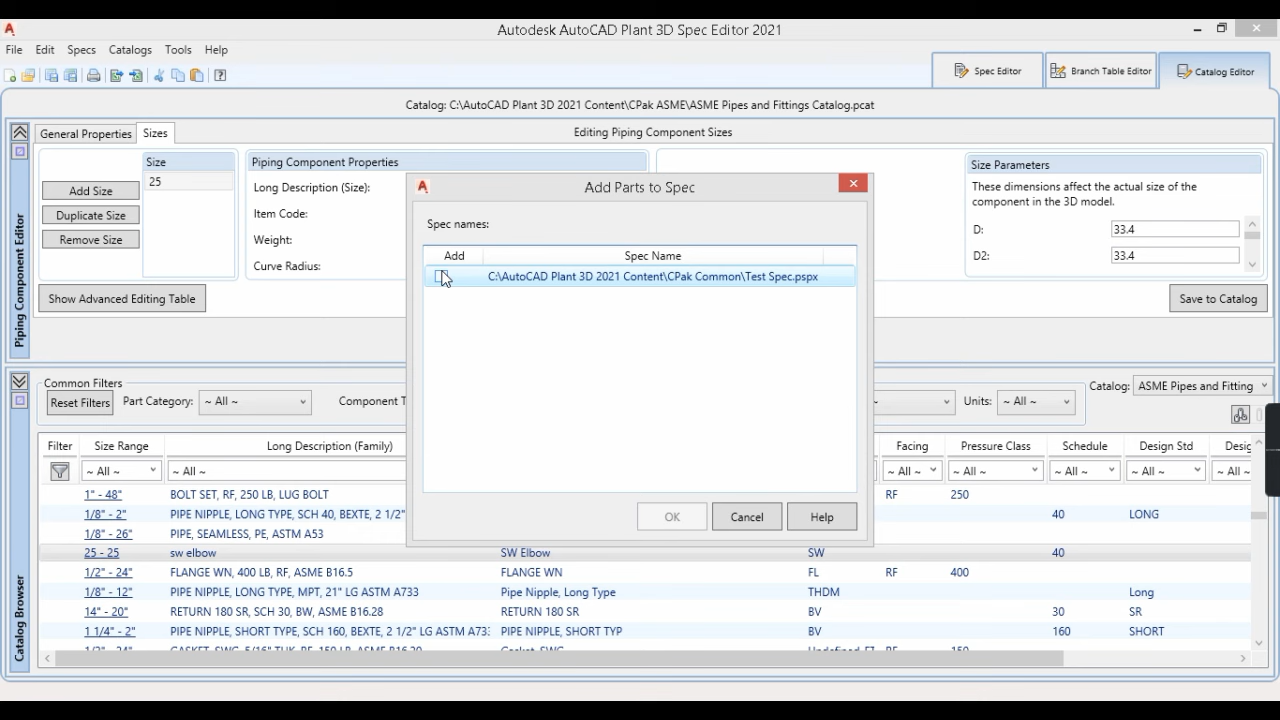 Autodesk AutoCAD Plant 3D Spec Editor 2021
File Edit Specs Catalogs Tools Help
Spec Editor Branch Table Editor Catalog Editor
Catalog: C:\AutoCAD Plant 3D 2021 Content\CPak ASME\ASME Pipes and Fittings Catalog.pcat
General Properties Sizes Editing Piping Component Sizes
Piping Component Editor
Size
25
Add Size
Duplicate Size
Remove Size
Show Advanced Editing Table
Piping Component Properties
Long Description (Size):
Item Code:
Weight:
Curve Radius:
Size Parameters
These dimensions affect the actual size of the
component in the 3D model.
D: 33.4
D2: 33.4
Save to Catalog
Add Parts to Spec
Spec names:
Add Spec Name
C:\AutoCAD Plant 3D 2021 Content\CPak Common\Test Spec.pspx
OK Cancel Help
Catalog Browser
Common Filters
Reset Filters Part Category: ~ All ~ Component T
Units: ~ All ~
Catalog: ASME Pipes and Fitting
Filter Size Range Long Description (Family) Facing Pressure Class Schedule Design Std Desig
~ All ~ ~ All ~ ~ All ~ ~ All ~ ~ All ~ ~ All ~ ~ All ~
1" - 48" BOLT SET, RF, 250 LB, LUG BOLT RF 250
1/8" - 2" PIPE NIPPLE, LONG TYPE, SCH 40, BEXTE, 2 1/2" 40 LONG
1/8" - 26" PIPE, SEAMLESS, PE, ASTM A53
25 - 25 sw elbow SW Elbow SW 40
1/2" - 24" FLANGE WN, 400 LB, RF, ASME B16.5 FLANGE WN FL RF 400
1/8" - 12" PIPE NIPPLE, LONG TYPE, MPT, 21" LG ASTM A733 Pipe Nipple, Long Type THDM Long
14" - 20" RETURN 180 SR, SCH 30, BW, ASME B16.28 RETURN 180 SR BV 30 SR
1 1/4" - 2" PIPE NIPPLE, SHORT TYPE, SCH 160, BEXTE, 2 1/2" LG ASTM A73: PIPE NIPPLE, SHORT TYP BV 160 SHORT